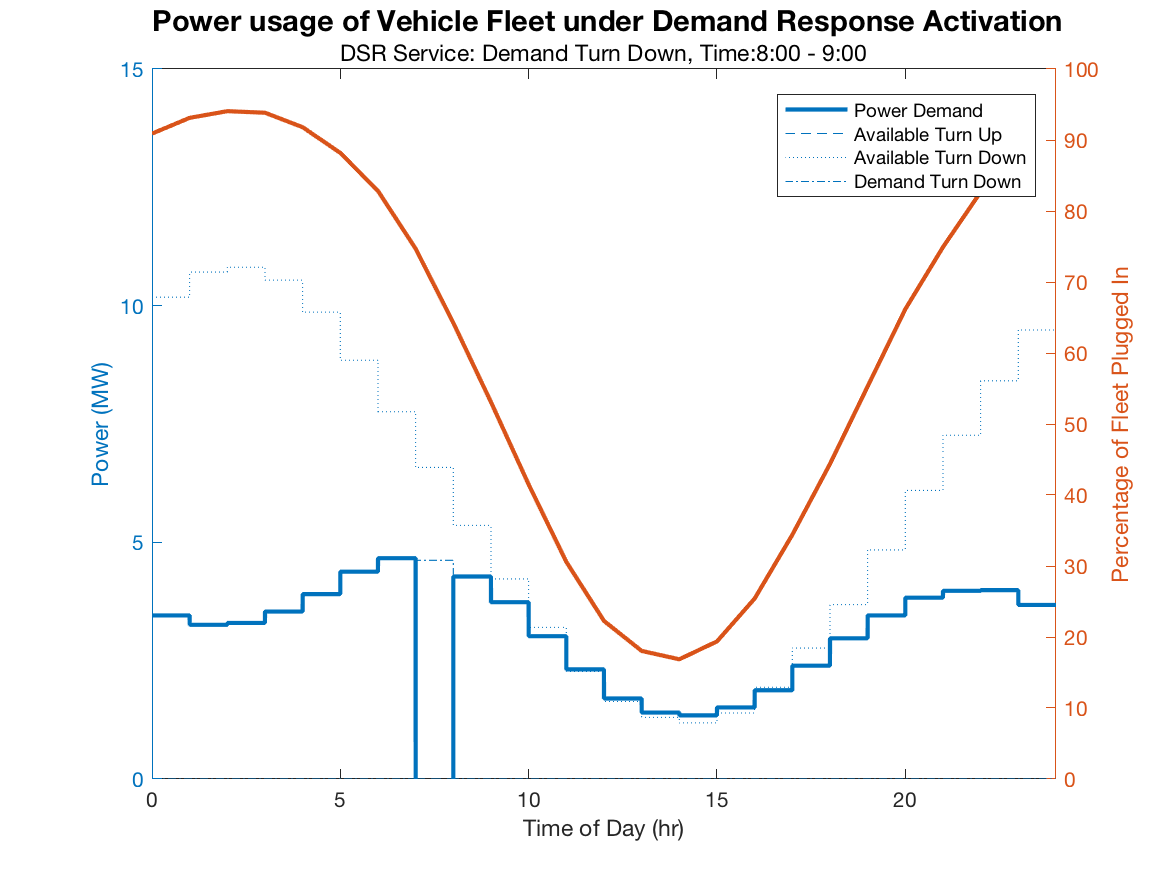 Power usage of Vehicle Fleet under Demand Response Activation
DSR Service: Demand Turn Down, Time:8:00 - 9:00
15
10
5
0
Power (MW)
Power Demand
Available Turn Up
Available Turn Down
Demand Turn Down
100
90
80
70
60
50
40
30
20
10
0
Percentage of Fleet Plugged In
0
5
10
15
20
Time of Day (hr)